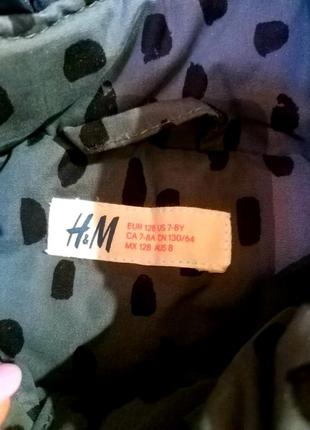 H&M
EUR 128 US 7-8Y
CA 7-8A CN 130/64
MX 128 AUS 8